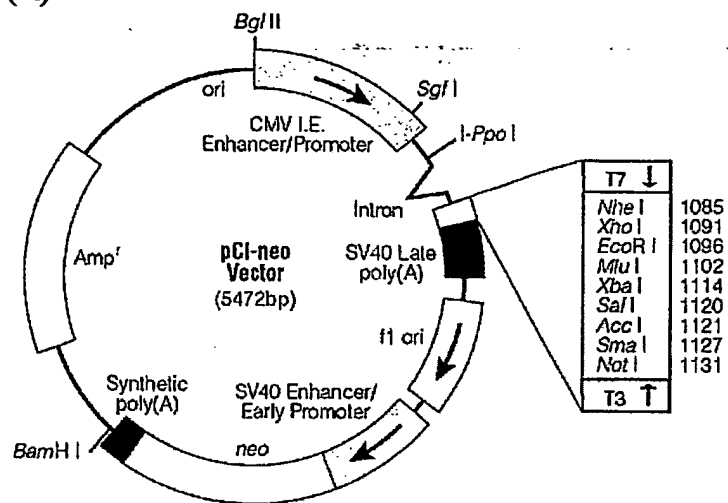 Bgl II
ori
CMV I.E.
Enhancer/Promoter
Sgf I
I-Ppo I
Intron
Amp^r
pCI-neo
Vector
(5472bp)
SV40 Late
poly(A)
f1 ori
SV40 Enhancer/
Early Promoter
neo
Synthetic
poly(A)
BamH I
T7 ↓
Nhe I 1085
Xho I 1091
EcoR I 1096
Mlu I 1102
Xba I 1114
Sal I 1120
Acc I 1121
Sma I 1127
Not I 1131
T3 ↑